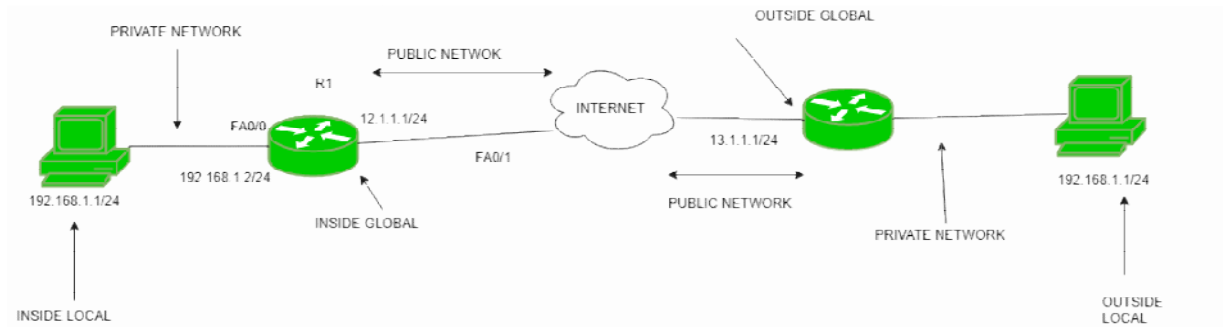 OUTSIDE GLOBAL
PRIVATE NETWORK
PUBLIC NETWOK
R1
INTERNET
FA0/0
12.1.1.1/24
13.1.1.1/24
FA0/1
192.168.1.2/24
192.168.1.1/24
192.168.1.1/24
PUBLIC NETWORK
INSIDE GLOBAL
PRIVATE NETWORK
INSIDE LOCAL
OUTSIDE
LOCAL